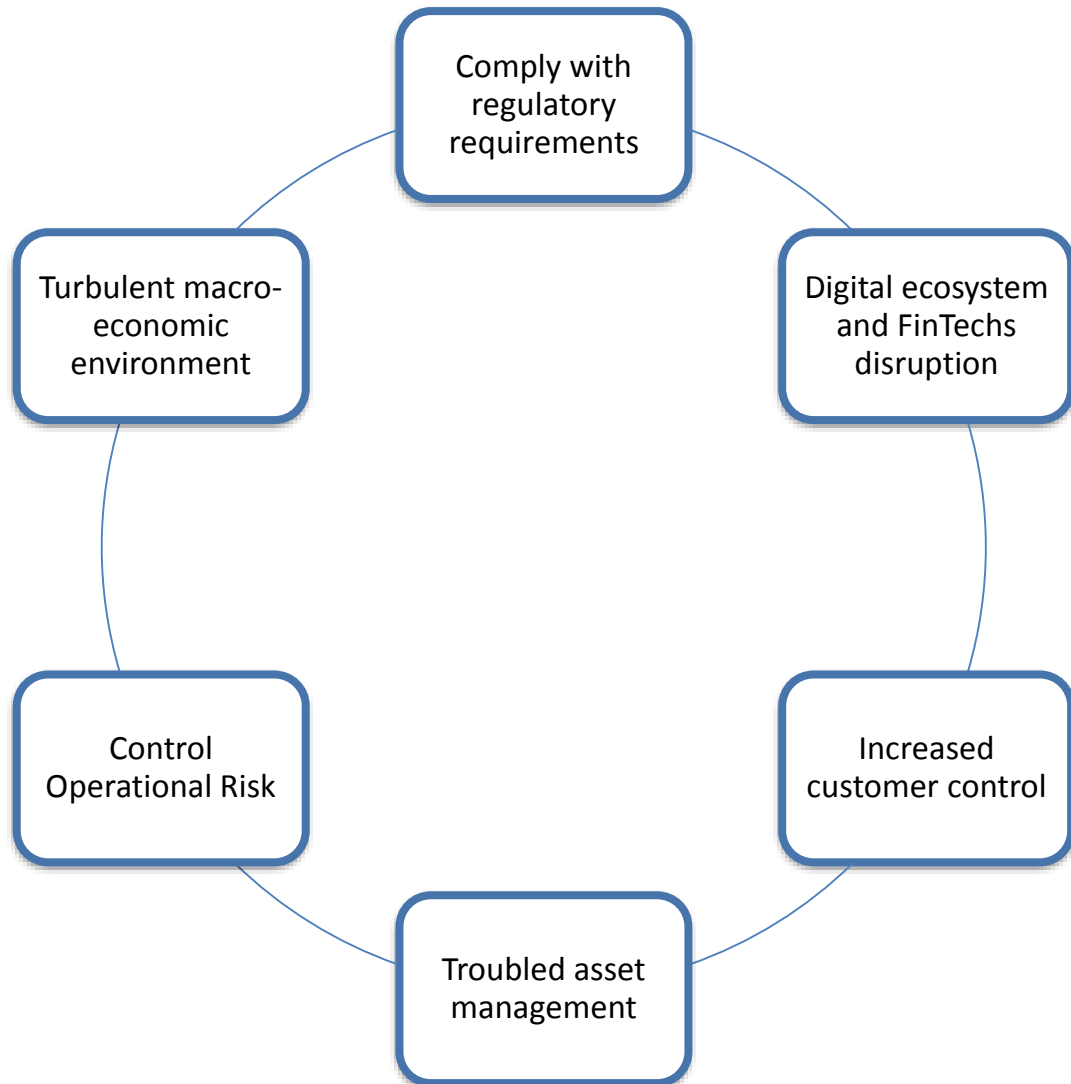 Comply with
regulatory
requirements
Digital ecosystem
and FinTechs
disruption
Increased
customer control
Troubled asset
management
Control
Operational Risk
Turbulent macro-
economic
environment